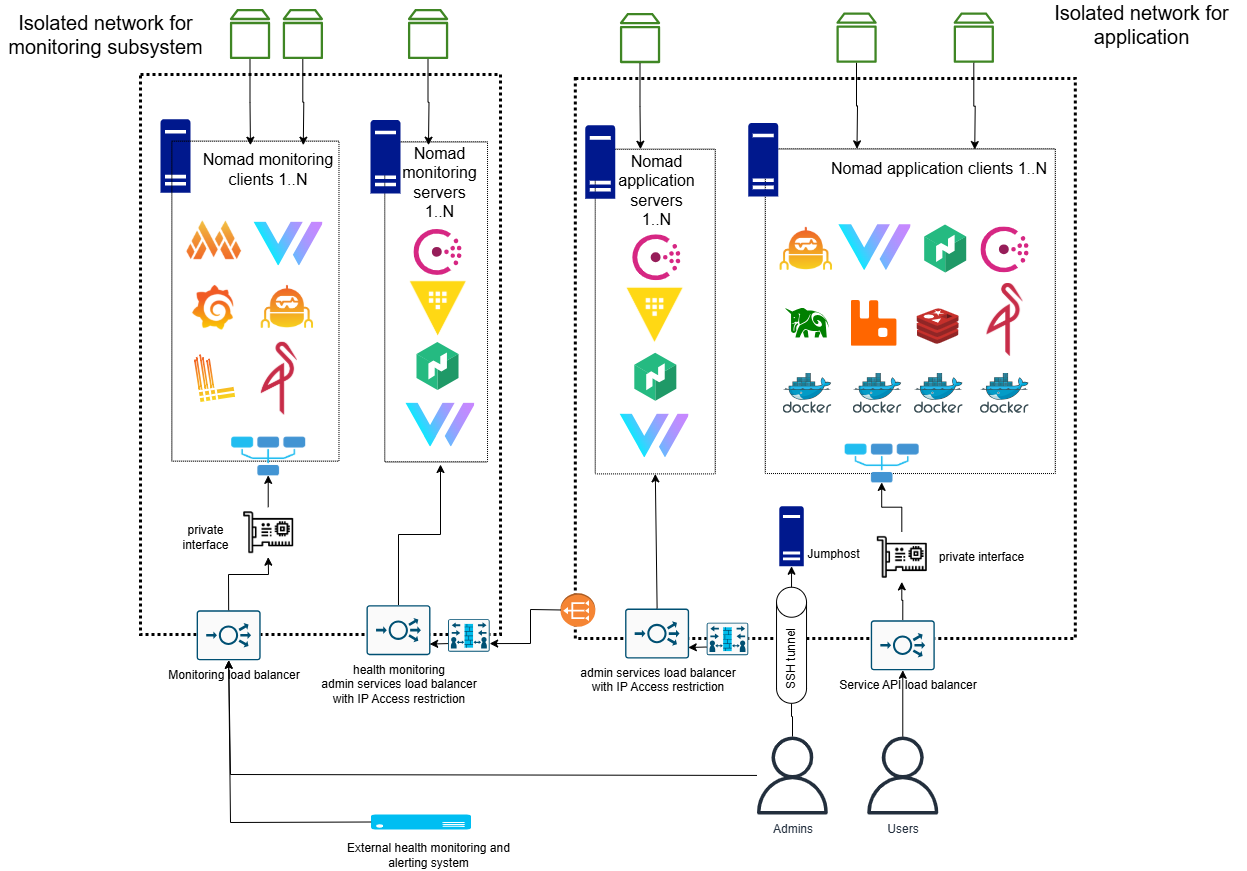 Isolated network for
monitoring subsystem
Isolated network for
application
Nomad monitoring
clients 1..N
Nomad
monitoring
servers
1..N
Nomad
application
servers
1..N
Nomad application clients 1..N
docker
docker
docker
docker
private
interface
Jumphost
private interface
SSH tunnel
Monitoring load balancer
health monitoring
admin services load balancer
with IP Access restriction
admin services load balancer
with IP Access restriction
Service API load balancer
Admins
Users
External health monitoring and
alerting system